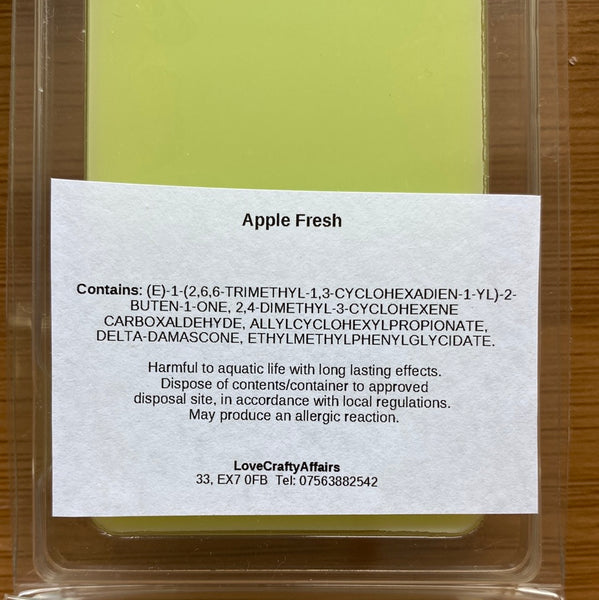 Apple Fresh
Contains: (E)-1-(2,6,6-TRIMETHYL-1,3-CYCLOHEXADIEN-1-YL)-2-
BUTEN-1-ONE, 2,4-DIMETHYL-3-CYCLOHEXENE
CARBOXALDEHYDE, ALLYLCYCLOHEXYLPROPIONATE,
DELTA-DAMASCONE, ETHYLMETHYLPHENYLGLYCIDATE.
Harmful to aquatic life with long lasting effects.
Dispose of contents/container to approved
disposal site, in accordance with local regulations.
May produce an allergic reaction.
LoveCraftyAffairs
33, EX7 0FB Tel: 07563882542